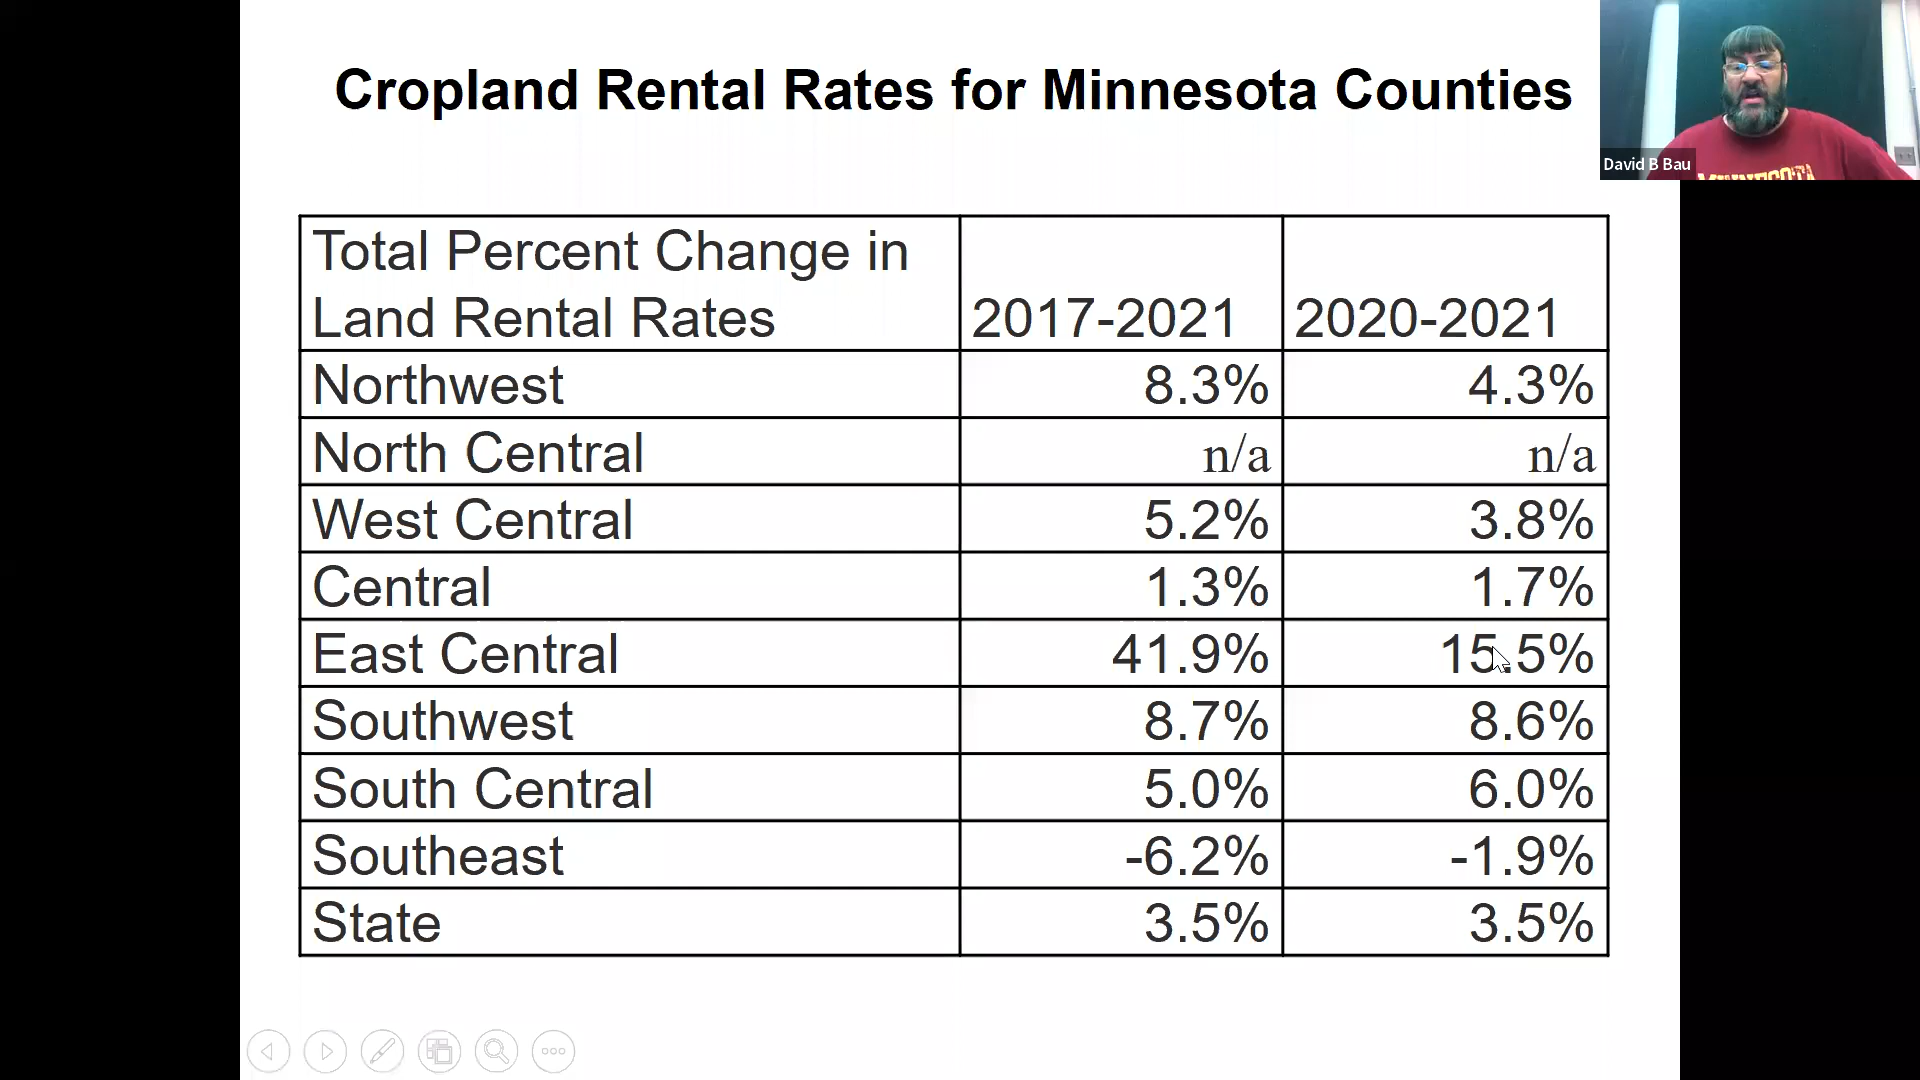 Cropland Rental Rates for Minnesota Counties
David B Bau
MINNESOTA
Total Percent Change in
Land Rental Rates 2017-2021 2020-2021
Northwest 8.3% 4.3%
North Central n/a n/a
West Central 5.2% 3.8%
Central 1.3% 1.7%
East Central 41.9% 15.5%
Southwest 8.7% 8.6%
South Central 5.0% 6.0%
Southeast -6.2% -1.9%
State 3.5% 3.5%